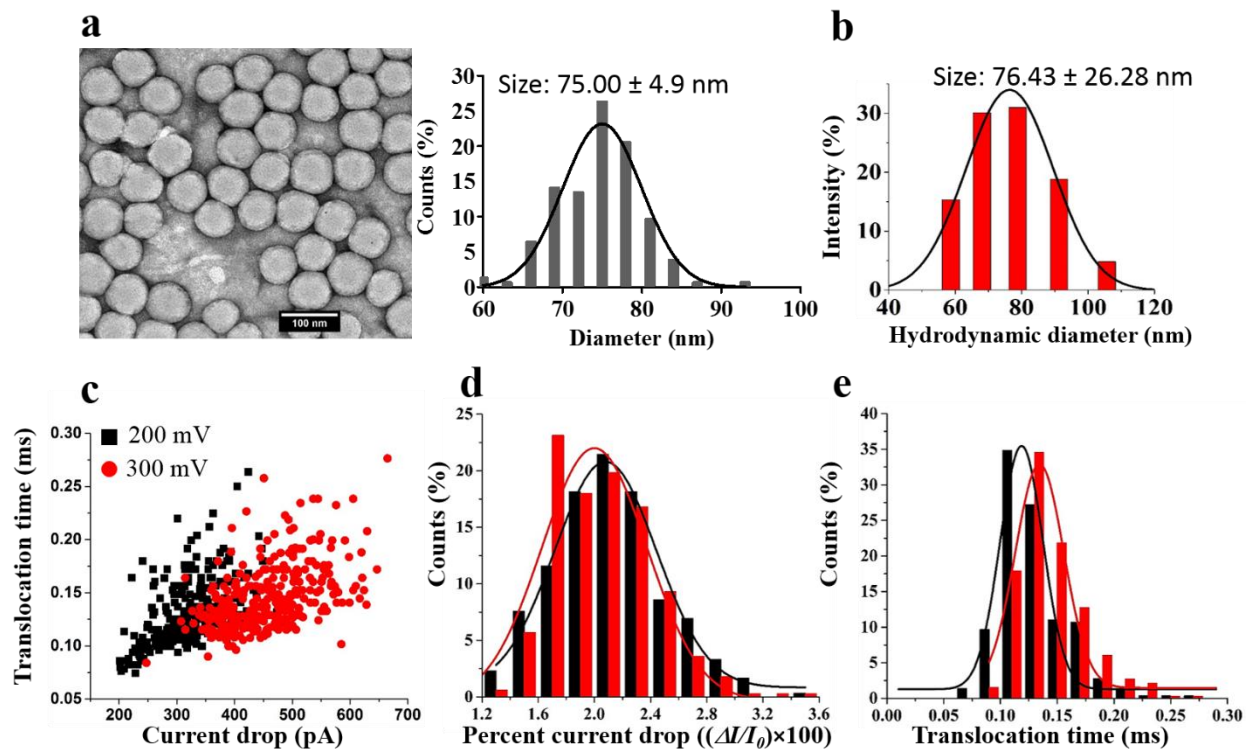 a
100 nm
Size: 75.00 ± 4.9 nm
Counts (%)
30
25
20
15
10
5
0
60 70 80 90 100
Diameter (nm)
b
Size: 76.43 ± 26.28 nm
Intensity (%)
30
20
10
0
40 60 80 100 120
Hydrodynamic diameter (nm)
c
200 mV
300 mV
Translocation time (ms)
0.30
0.25
0.20
0.15
0.10
0.05
200 300 400 500 600 700
Current drop (pA)
d
Counts (%)
25
20
15
10
5
0
1.2 1.6 2.0 2.4 2.8 3.2 3.6
Percent current drop ((ΔI/I₀)×100)
e
Counts (%)
40
35
30
25
20
15
10
5
0
0.00 0.05 0.10 0.15 0.20 0.25 0.30
Translocation time (ms)